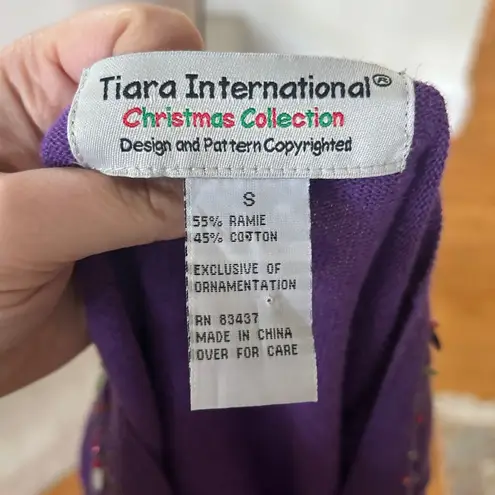 Tiara International®
Christmas Collection
Design and Pattern Copyrighted
S
55% RAMIE
45% COTTON
EXCLUSIVE OF
ORNAMENTATION
RN 83437
MADE IN CHINA
OVER FOR CARE